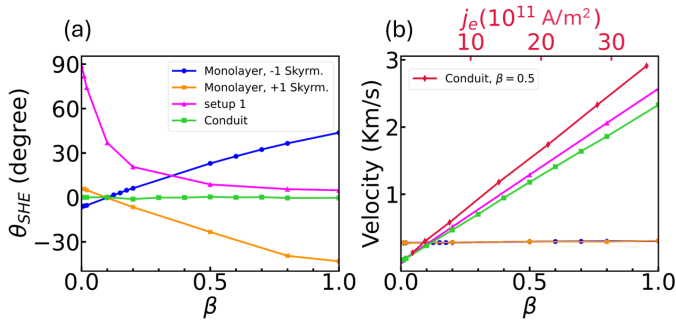 (a)
90
60
30
0
−30
θSHE (degree)
Monolayer, -1 Skyrm.
Monolayer, +1 Skyrm.
setup 1
Conduit
0.0 0.5 1.0
β
(b)
je(10¹¹ A/m²)
10 20 30
3
2
1
Velocity (Km/s)
Conduit, β = 0.5
0.0 0.5 1.0
β